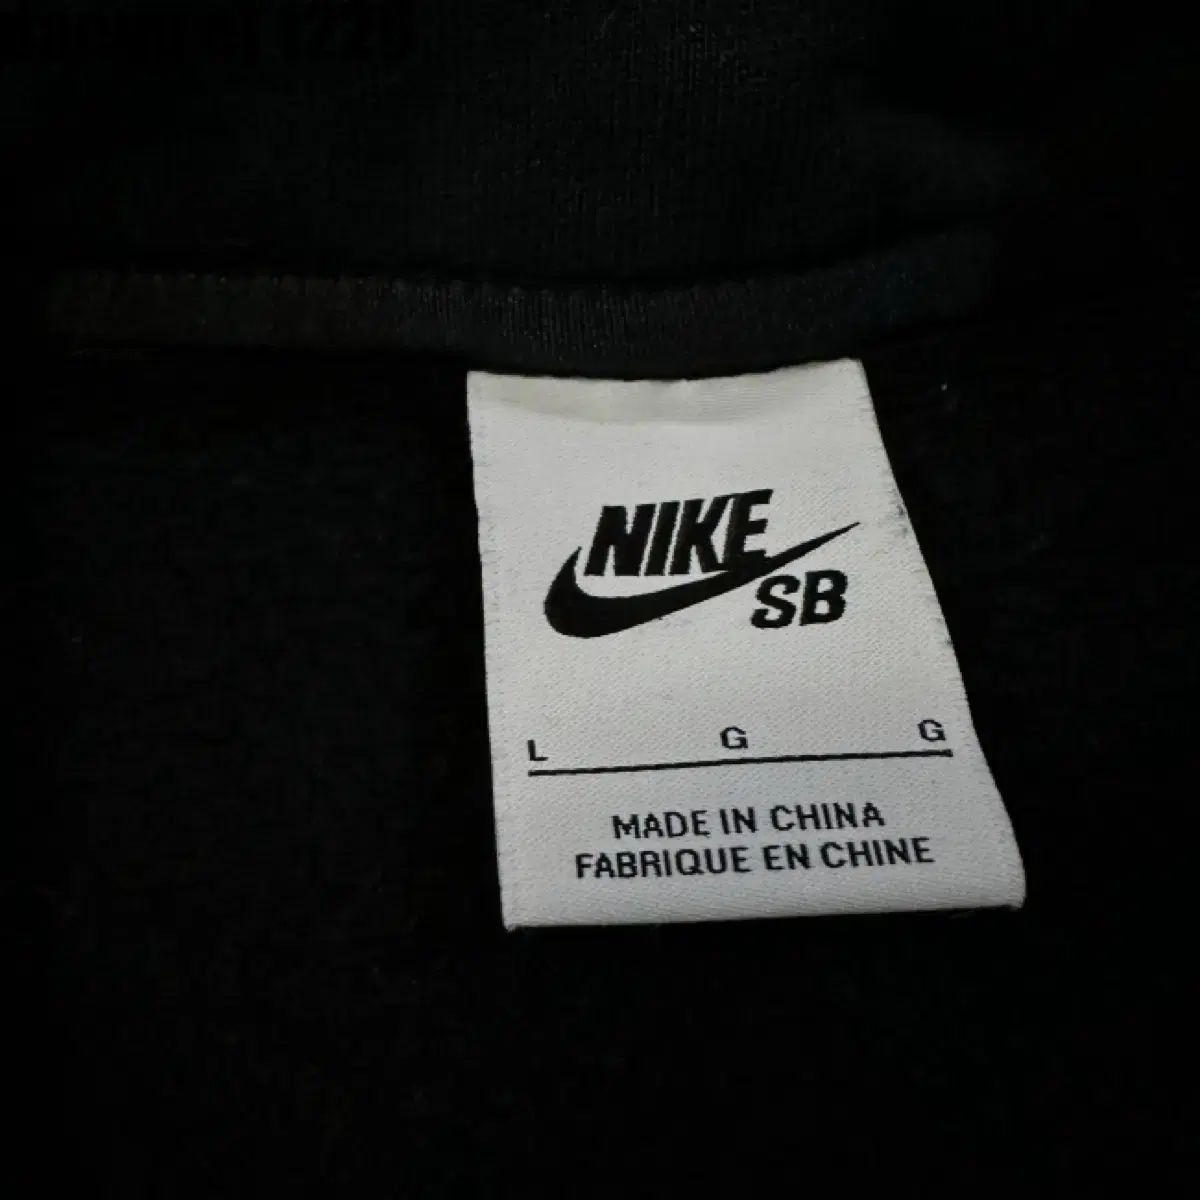 NIKE
SB
L G G
MADE IN CHINA
FABRIQUE EN CHINE